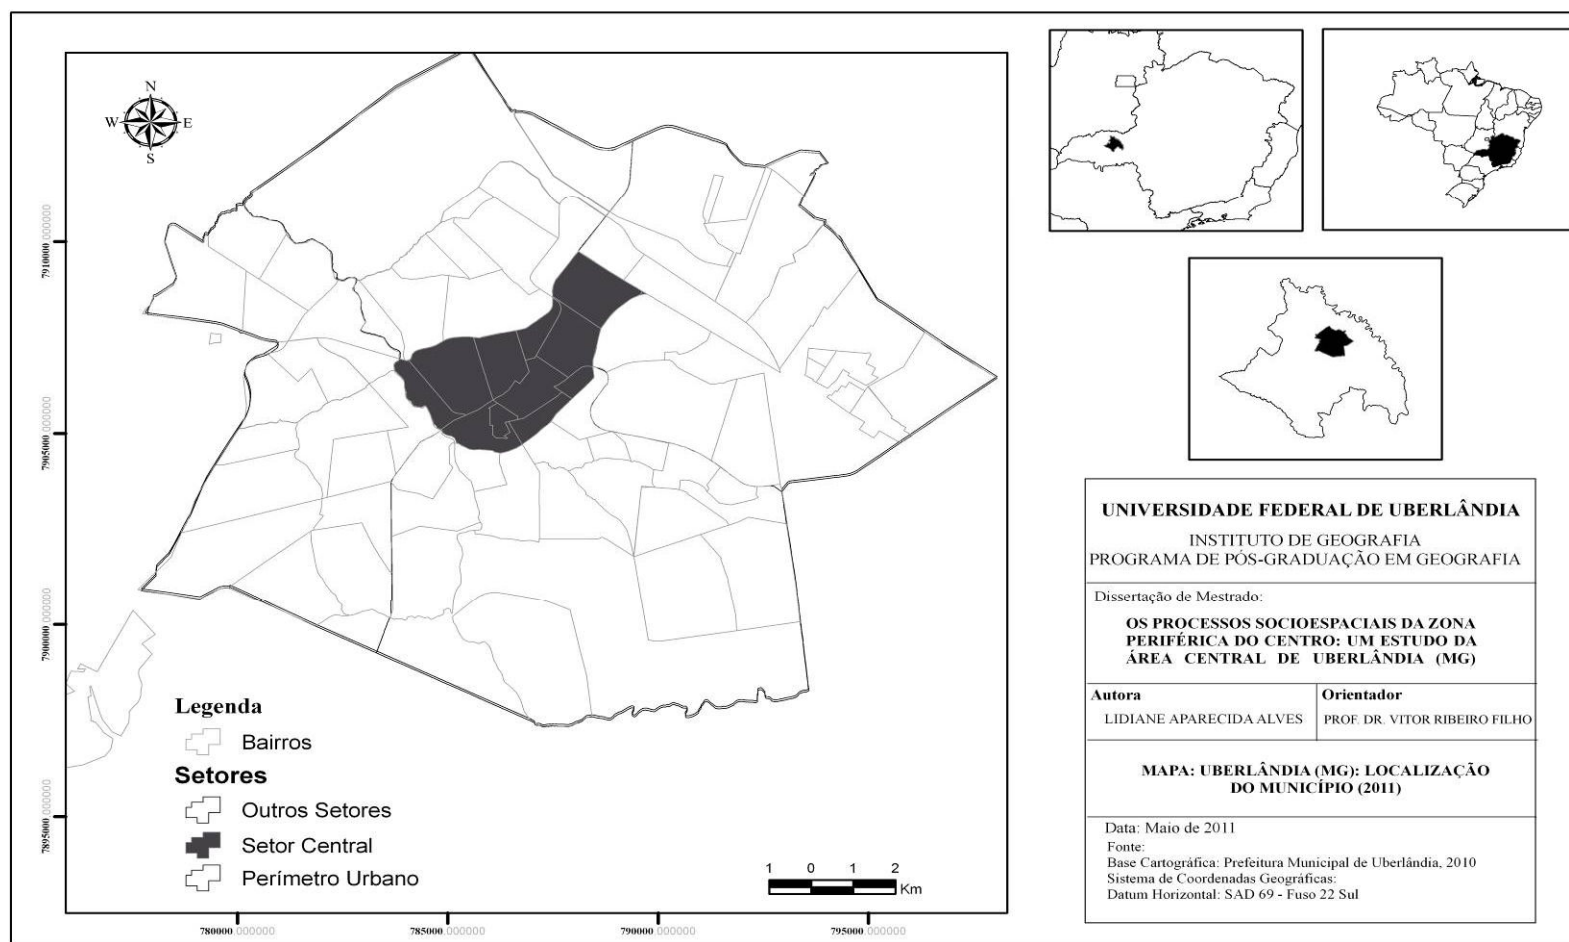 N
W E
S
7910000,000000
7905000,000000
7900000,000000
7895000,000000
Legenda
Bairros
Setores
Outros Setores
Setor Central
Perímetro Urbano
1 0 1 2
Km
780000,000000 785000,000000 790000,000000 795000,000000
UNIVERSIDADE FEDERAL DE UBERLÂNDIA
INSTITUTO DE GEOGRAFIA
PROGRAMA DE PÓS-GRADUAÇÃO EM GEOGRAFIA
Dissertação de Mestrado:
OS PROCESSOS SOCIOESPACIAIS DA ZONA
PERIFÉRICA DO CENTRO: UM ESTUDO DA
ÁREA CENTRAL DE UBERLÂNDIA (MG)
Autora
LIDIANE APARECIDA ALVES
Orientador
PROF. DR. VITOR RIBEIRO FILHO
MAPA: UBERLÂNDIA (MG): LOCALIZAÇÃO
DO MUNICÍPIO (2011)
Data: Maio de 2011
Fonte:
Base Cartográfica: Prefeitura Municipal de Uberlândia, 2010
Sistema de Coordenadas Geográficas:
Datum Horizontal: SAD 69 - Fuso 22 Sul